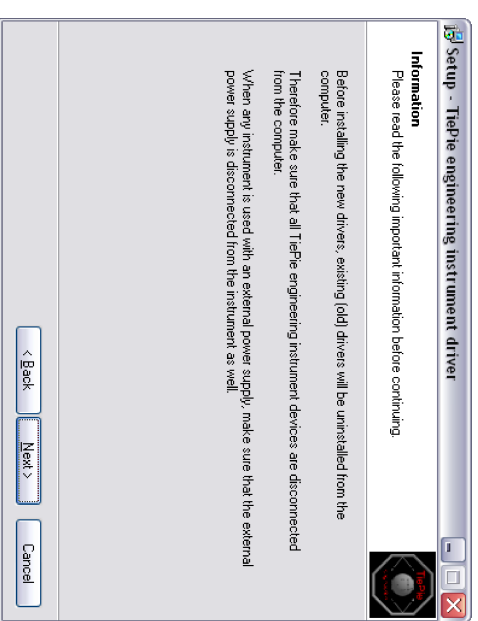 Setup - TiePie engineering instrument driver
Information
Please read the following important information before continuing.
TiePie
Before installing the new drivers, existing (old) drivers will be uninstalled from the
computer.
Therefore make sure that all TiePie engineering instrument devices are disconnected
from the computer.
When any instrument is used with an external power supply, make sure that the external
power supply is disconnected from the instrument as well.
< Back
Next >
Cancel